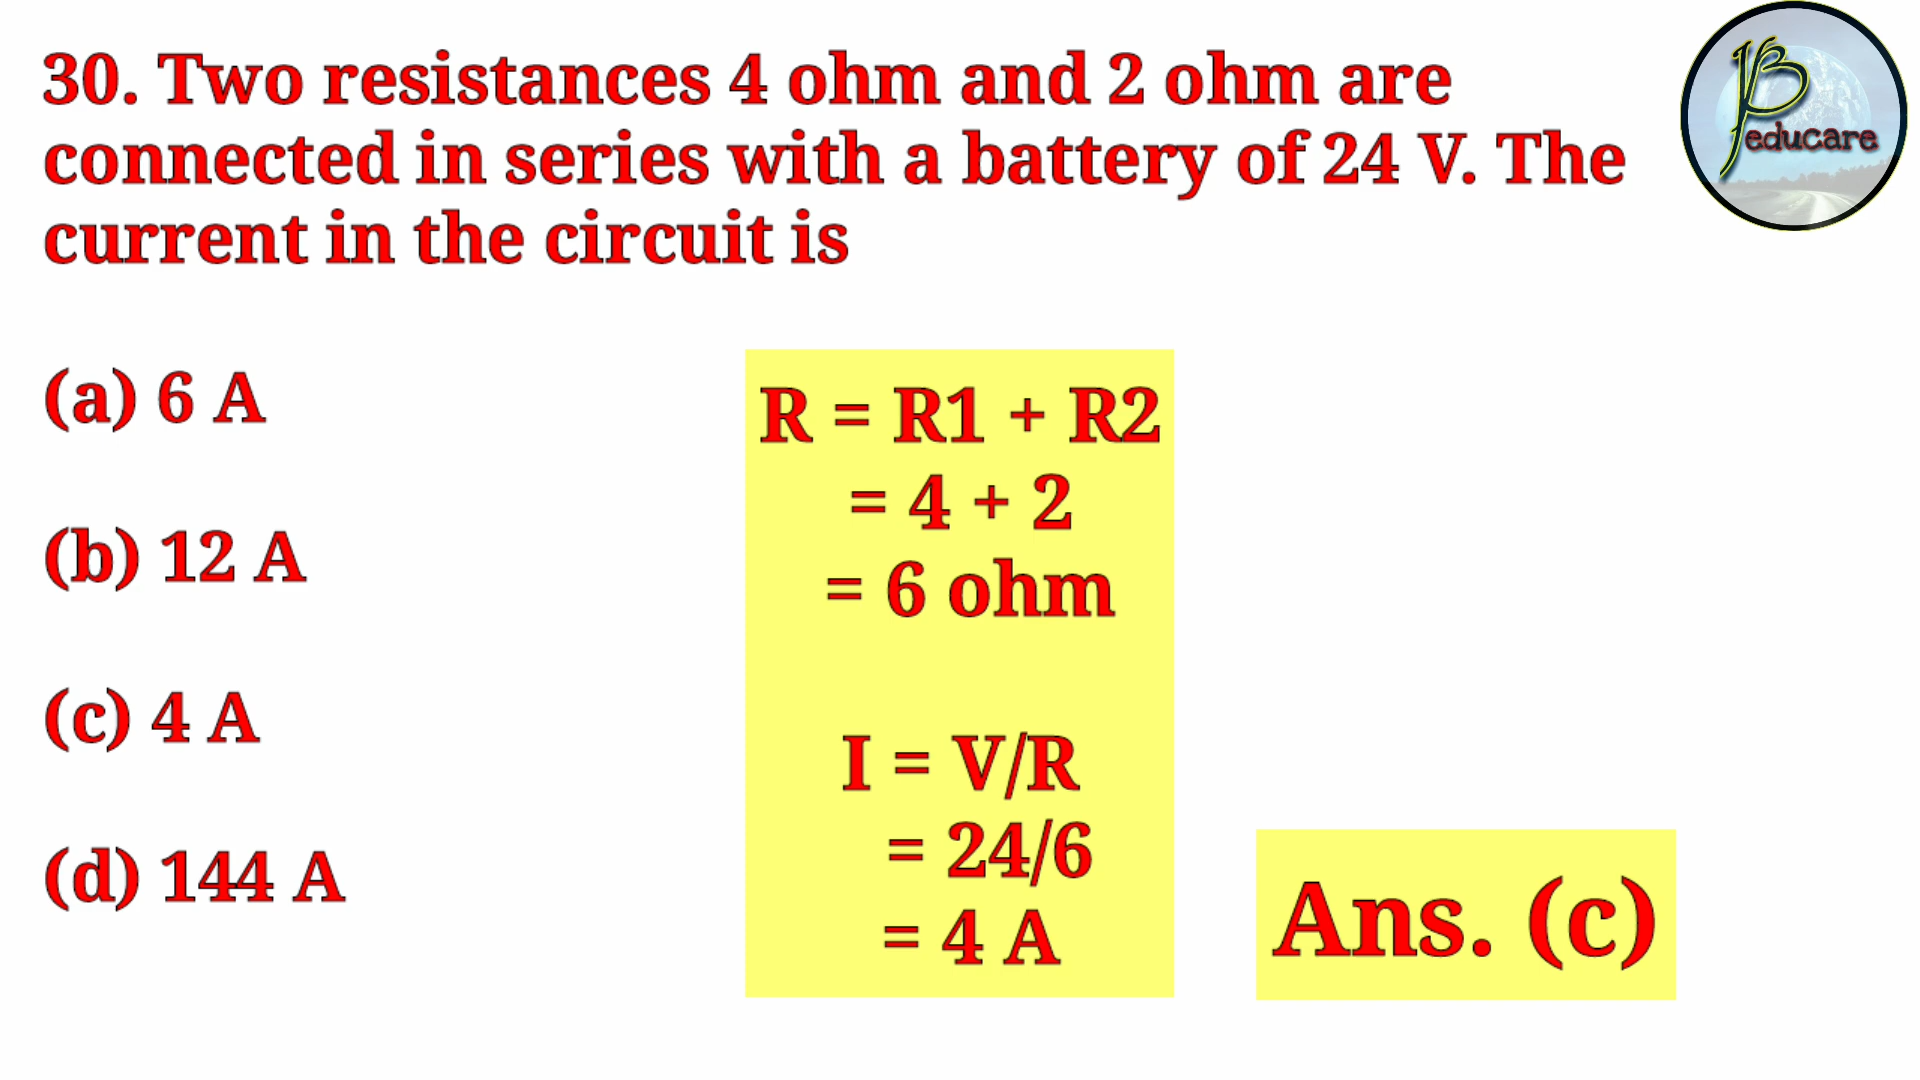 30. Two resistances 4 ohm and 2 ohm are
connected in series with a battery of 24 V. The
current in the circuit is
(a) 6 A
(b) 12 A
(c) 4 A
(d) 144 A
R = R1 + R2
= 4 + 2
= 6 ohm
I = V/R
= 24/6
= 4 A
Ans. (c)
educare